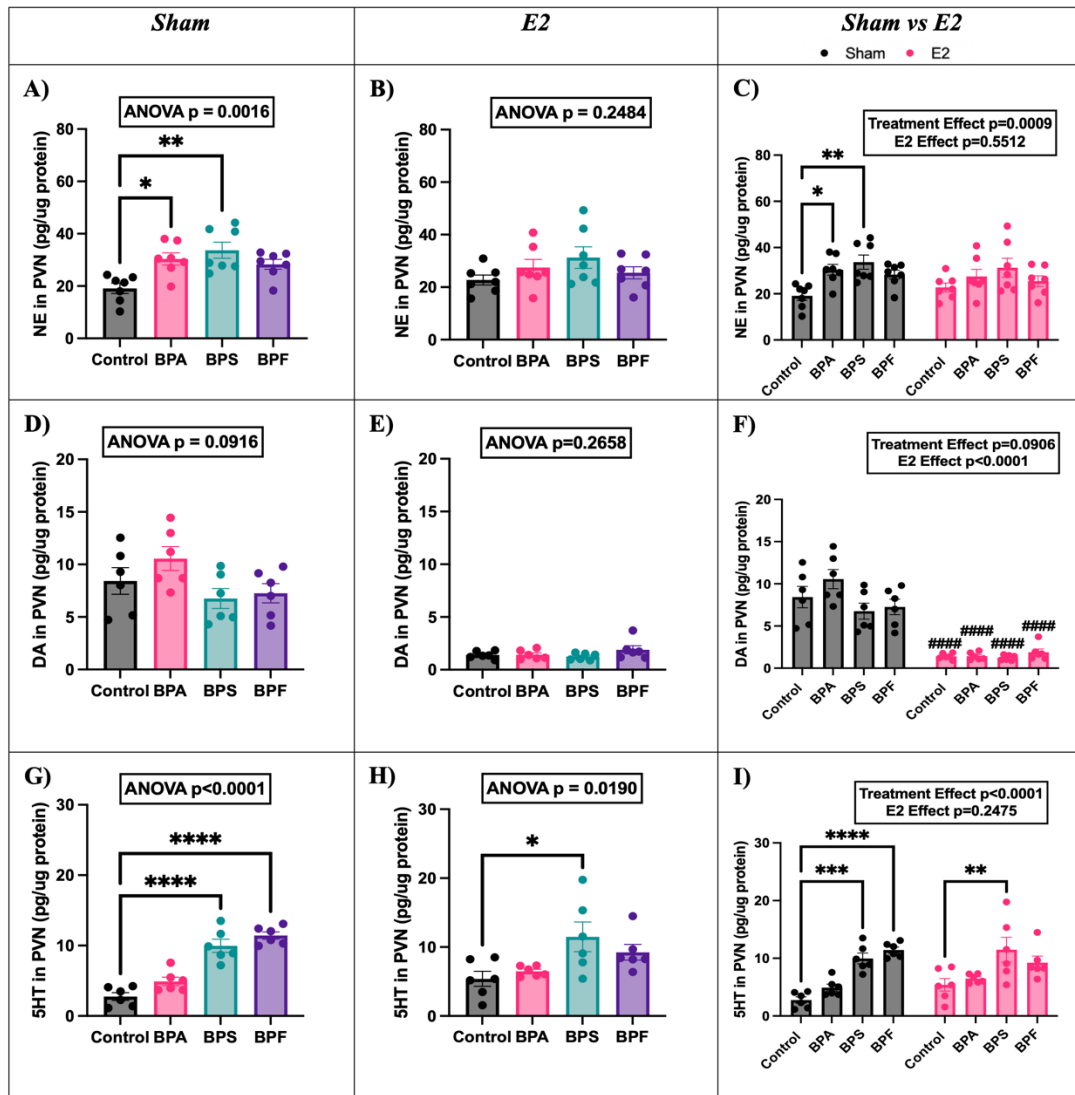 Sham
E2
Sham vs E2
Sham E2
A)
ANOVA p = 0.0016
NE in PVN (pg/ug protein)
80
60
40
20
0
*
**
Control BPA BPS BPF
B)
ANOVA p = 0.2484
NE in PVN (pg/ug protein)
80
60
40
20
0
Control BPA BPS BPF
C)
Treatment Effect p=0.0009
E2 Effect p=0.5512
NE in PVN (pg/ug protein)
80
60
40
20
0
**
*
Control BPA BPS BPF Control BPA BPS BPF
D)
ANOVA p = 0.0916
DA in PVN (pg/ug protein)
20
15
10
5
0
Control BPA BPS BPF
E)
ANOVA p=0.2658
DA in PVN (pg/ug protein)
20
15
10
5
0
Control BPA BPS BPF
F)
Treatment Effect p=0.0906
E2 Effect p<0.0001
DA in PVN (pg/ug protein)
20
15
10
5
0
#### #### #### ####
Control BPA BPS BPF Control BPA BPS BPF
G)
ANOVA p<0.0001
5HT in PVN (pg/ug protein)
30
20
10
0
****
****
Control BPA BPS BPF
H)
ANOVA p = 0.0190
5HT in PVN (pg/ug protein)
30
20
10
0
*
Control BPA BPS BPF
I)
Treatment Effect p<0.0001
E2 Effect p=0.2475
5HT in PVN (pg/ug protein)
30
20
10
0
****
*** **
Control BPA BPS BPF Control BPA BPS BPF